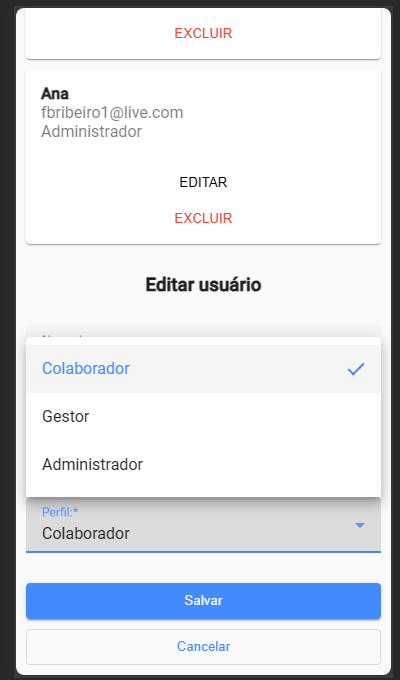 EXCLUIR
Ana
fbribeiro1@live.com
Administrador
EDITAR
EXCLUIR
Editar usuário
Colaborador
Gestor
Administrador
Perfil:*
Colaborador
Salvar
Cancelar